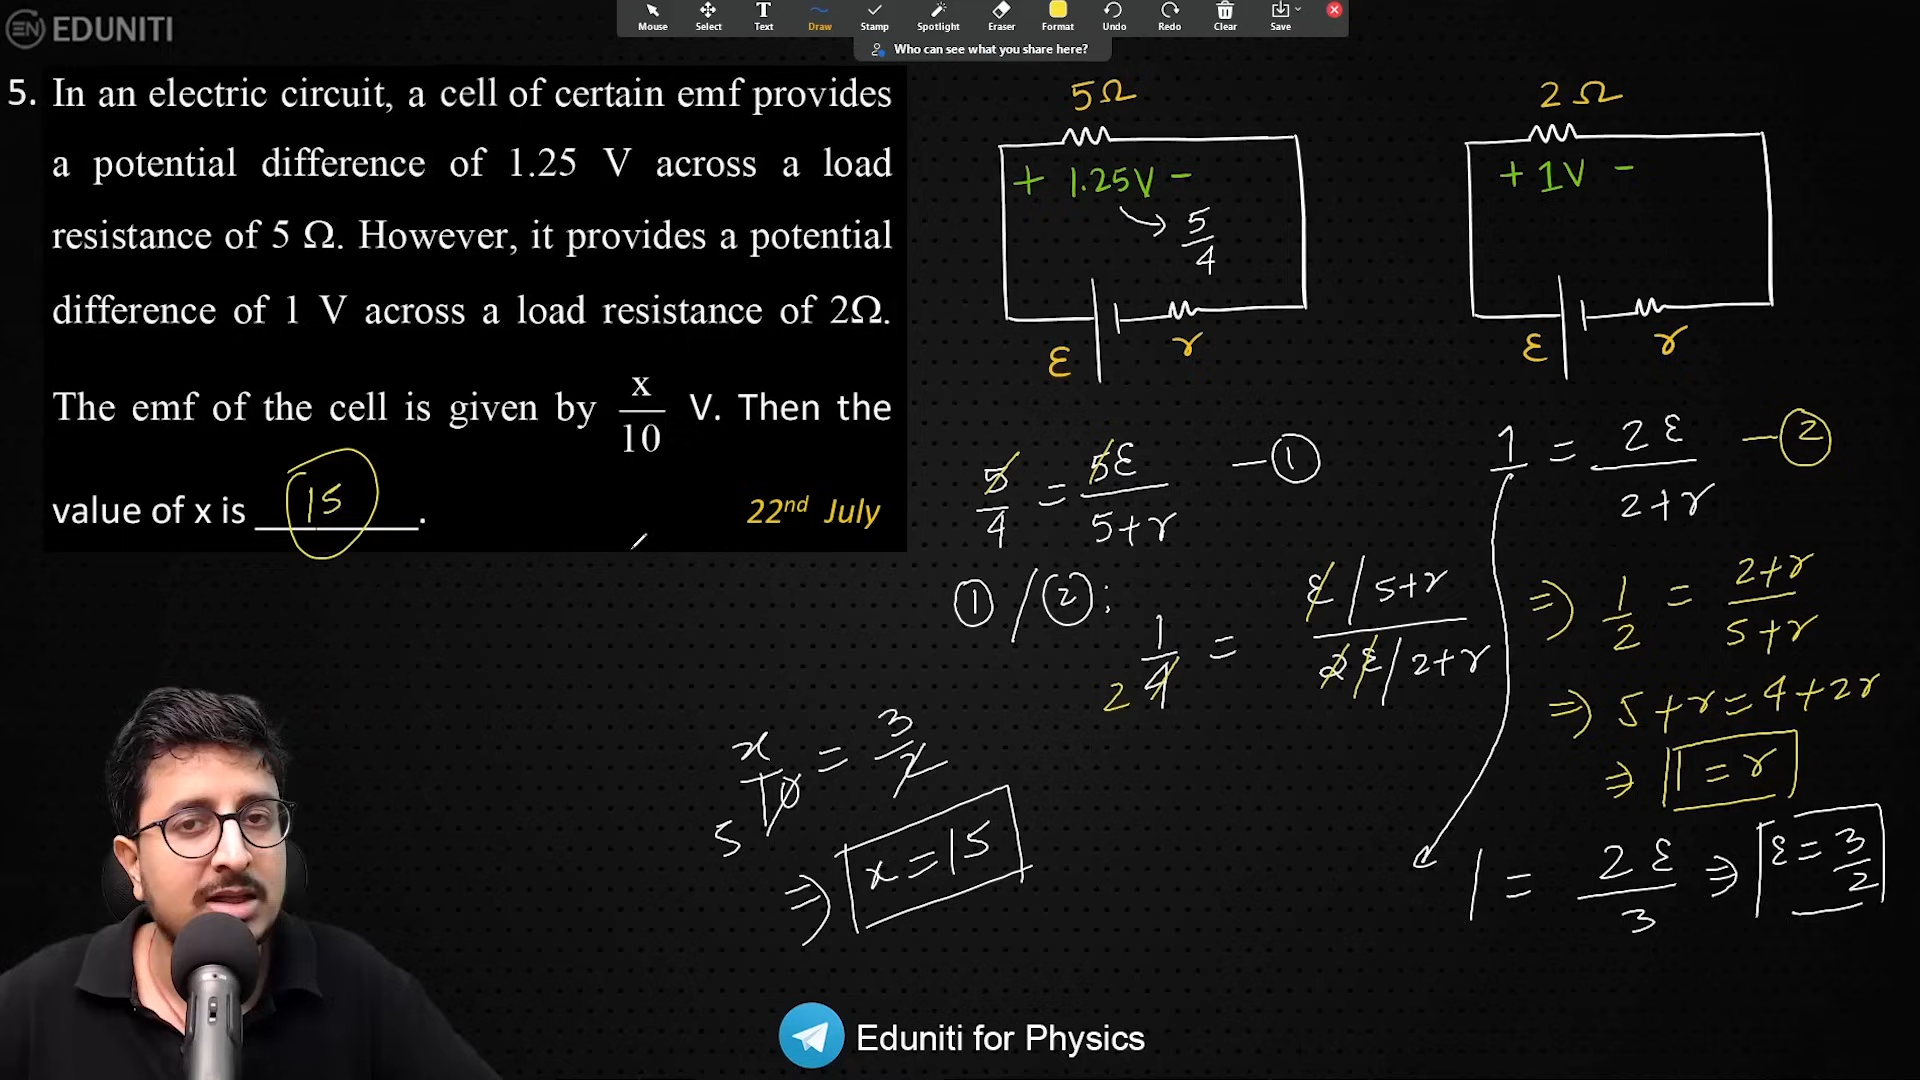 EN EDUNITI
Mouse Select Text Draw Stamp Spotlight Eraser Format Undo Redo Clear Save
Who can see what you share here?
5. In an electric circuit, a cell of certain emf provides
a potential difference of 1.25 V across a load
resistance of 5 Ω. However, it provides a potential
difference of 1 V across a load resistance of 2Ω.
The emf of the cell is given by x/10 V. Then the
value of x is 15.
22nd July
5Ω
+ 1.25V −
5/4
ε r
2Ω
+ 1V −
ε r
5/4 = 5ε/5+r — ①
1 = 2ε/2+r — ②
① / ② :
1/4 = ε/5+r / 2ε/2+r
2
⇒ 1/2 = 2+r/5+r
⇒ 5+r = 4+2r
⇒ 1 = r
1 = 2ε/3 ⇒ ε = 3/2
x/10 = 3/2
5
⇒ x = 15
Eduniti for Physics